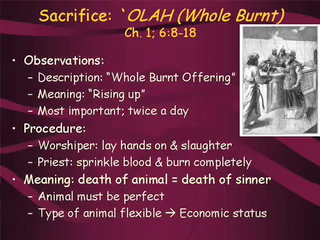 Sacrifice: `OLAH (Whole Burnt)
Ch. 1; 6:8-18
• Observations:
– Description: “Whole Burnt Offering”
– Meaning: “Rising up”
– Most important; twice a day
• Procedure:
– Worshiper: lay hands on & slaughter
– Priest: sprinkle blood & burn completely
• Meaning: death of animal = death of sinner
– Animal must be perfect
– Type of animal flexible → Economic status